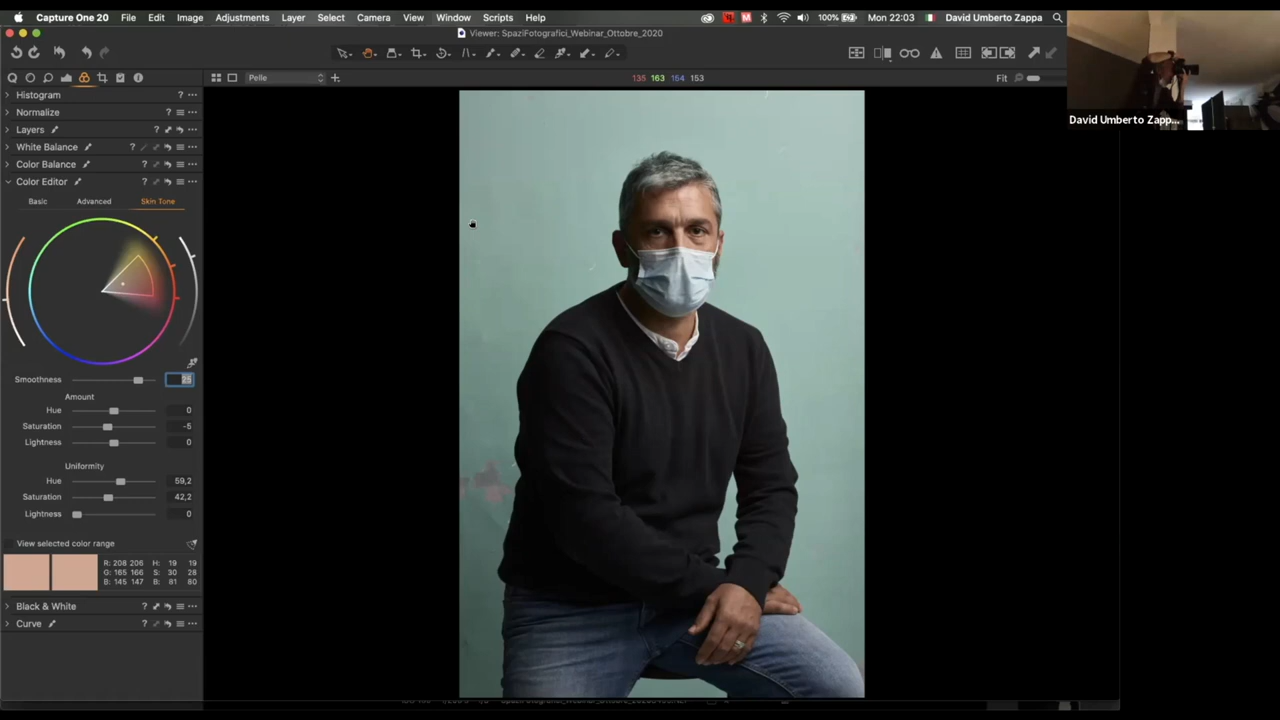 Capture One 20 File Edit Image Adjustments Layer Select Camera View Window Scripts Help 100% Mon 22:03 David Umberto Zappa
Viewer: SpaziFotografici_Webinar_Ottobre_2020
Pelle 135 163 154 153 Fit
David Umberto Zapp...
Histogram ? ...
Normalize ? ...
Layers ? ...
White Balance ? ...
Color Balance ? ...
Color Editor ? ...
Basic Advanced Skin Tone
Smoothness 25
Amount
Hue 0
Saturation -5
Lightness 0
Uniformity
Hue 59,2
Saturation 42,2
Lightness 0
View selected color range
R: 208 206 H: 19 19
G: 165 166 S: 30 28
B: 145 147 B: 81 80
Black & White ? ...
Curve ? ...